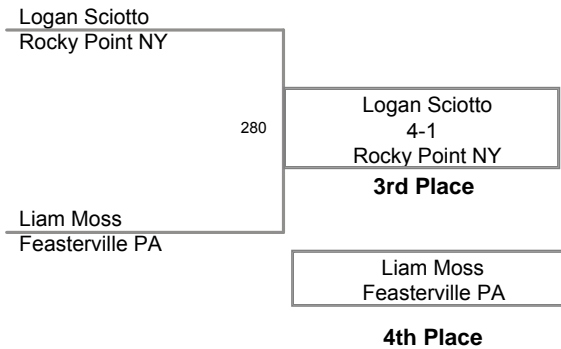 Logan Sciotto
Rocky Point NY
280
Logan Sciotto
4-1
Rocky Point NY
3rd Place
Liam Moss
Feasterville PA
Liam Moss
Feasterville PA
4th Place